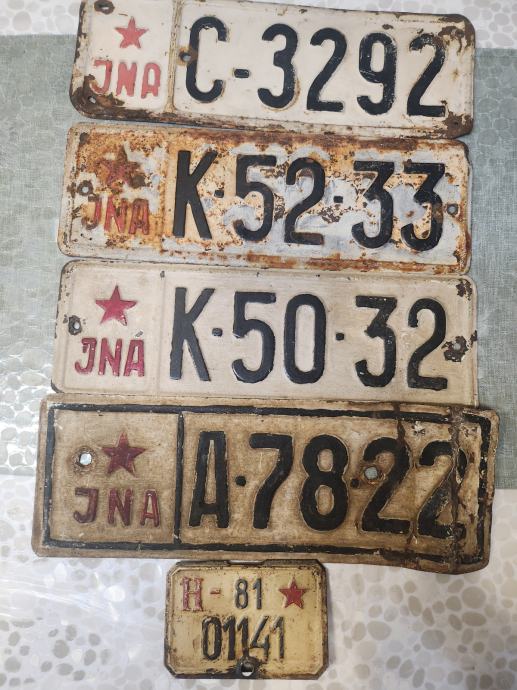 JNA C-3292
JNA K·52·33
JNA K·50·32
JNA A·78·22
H- 81
01141